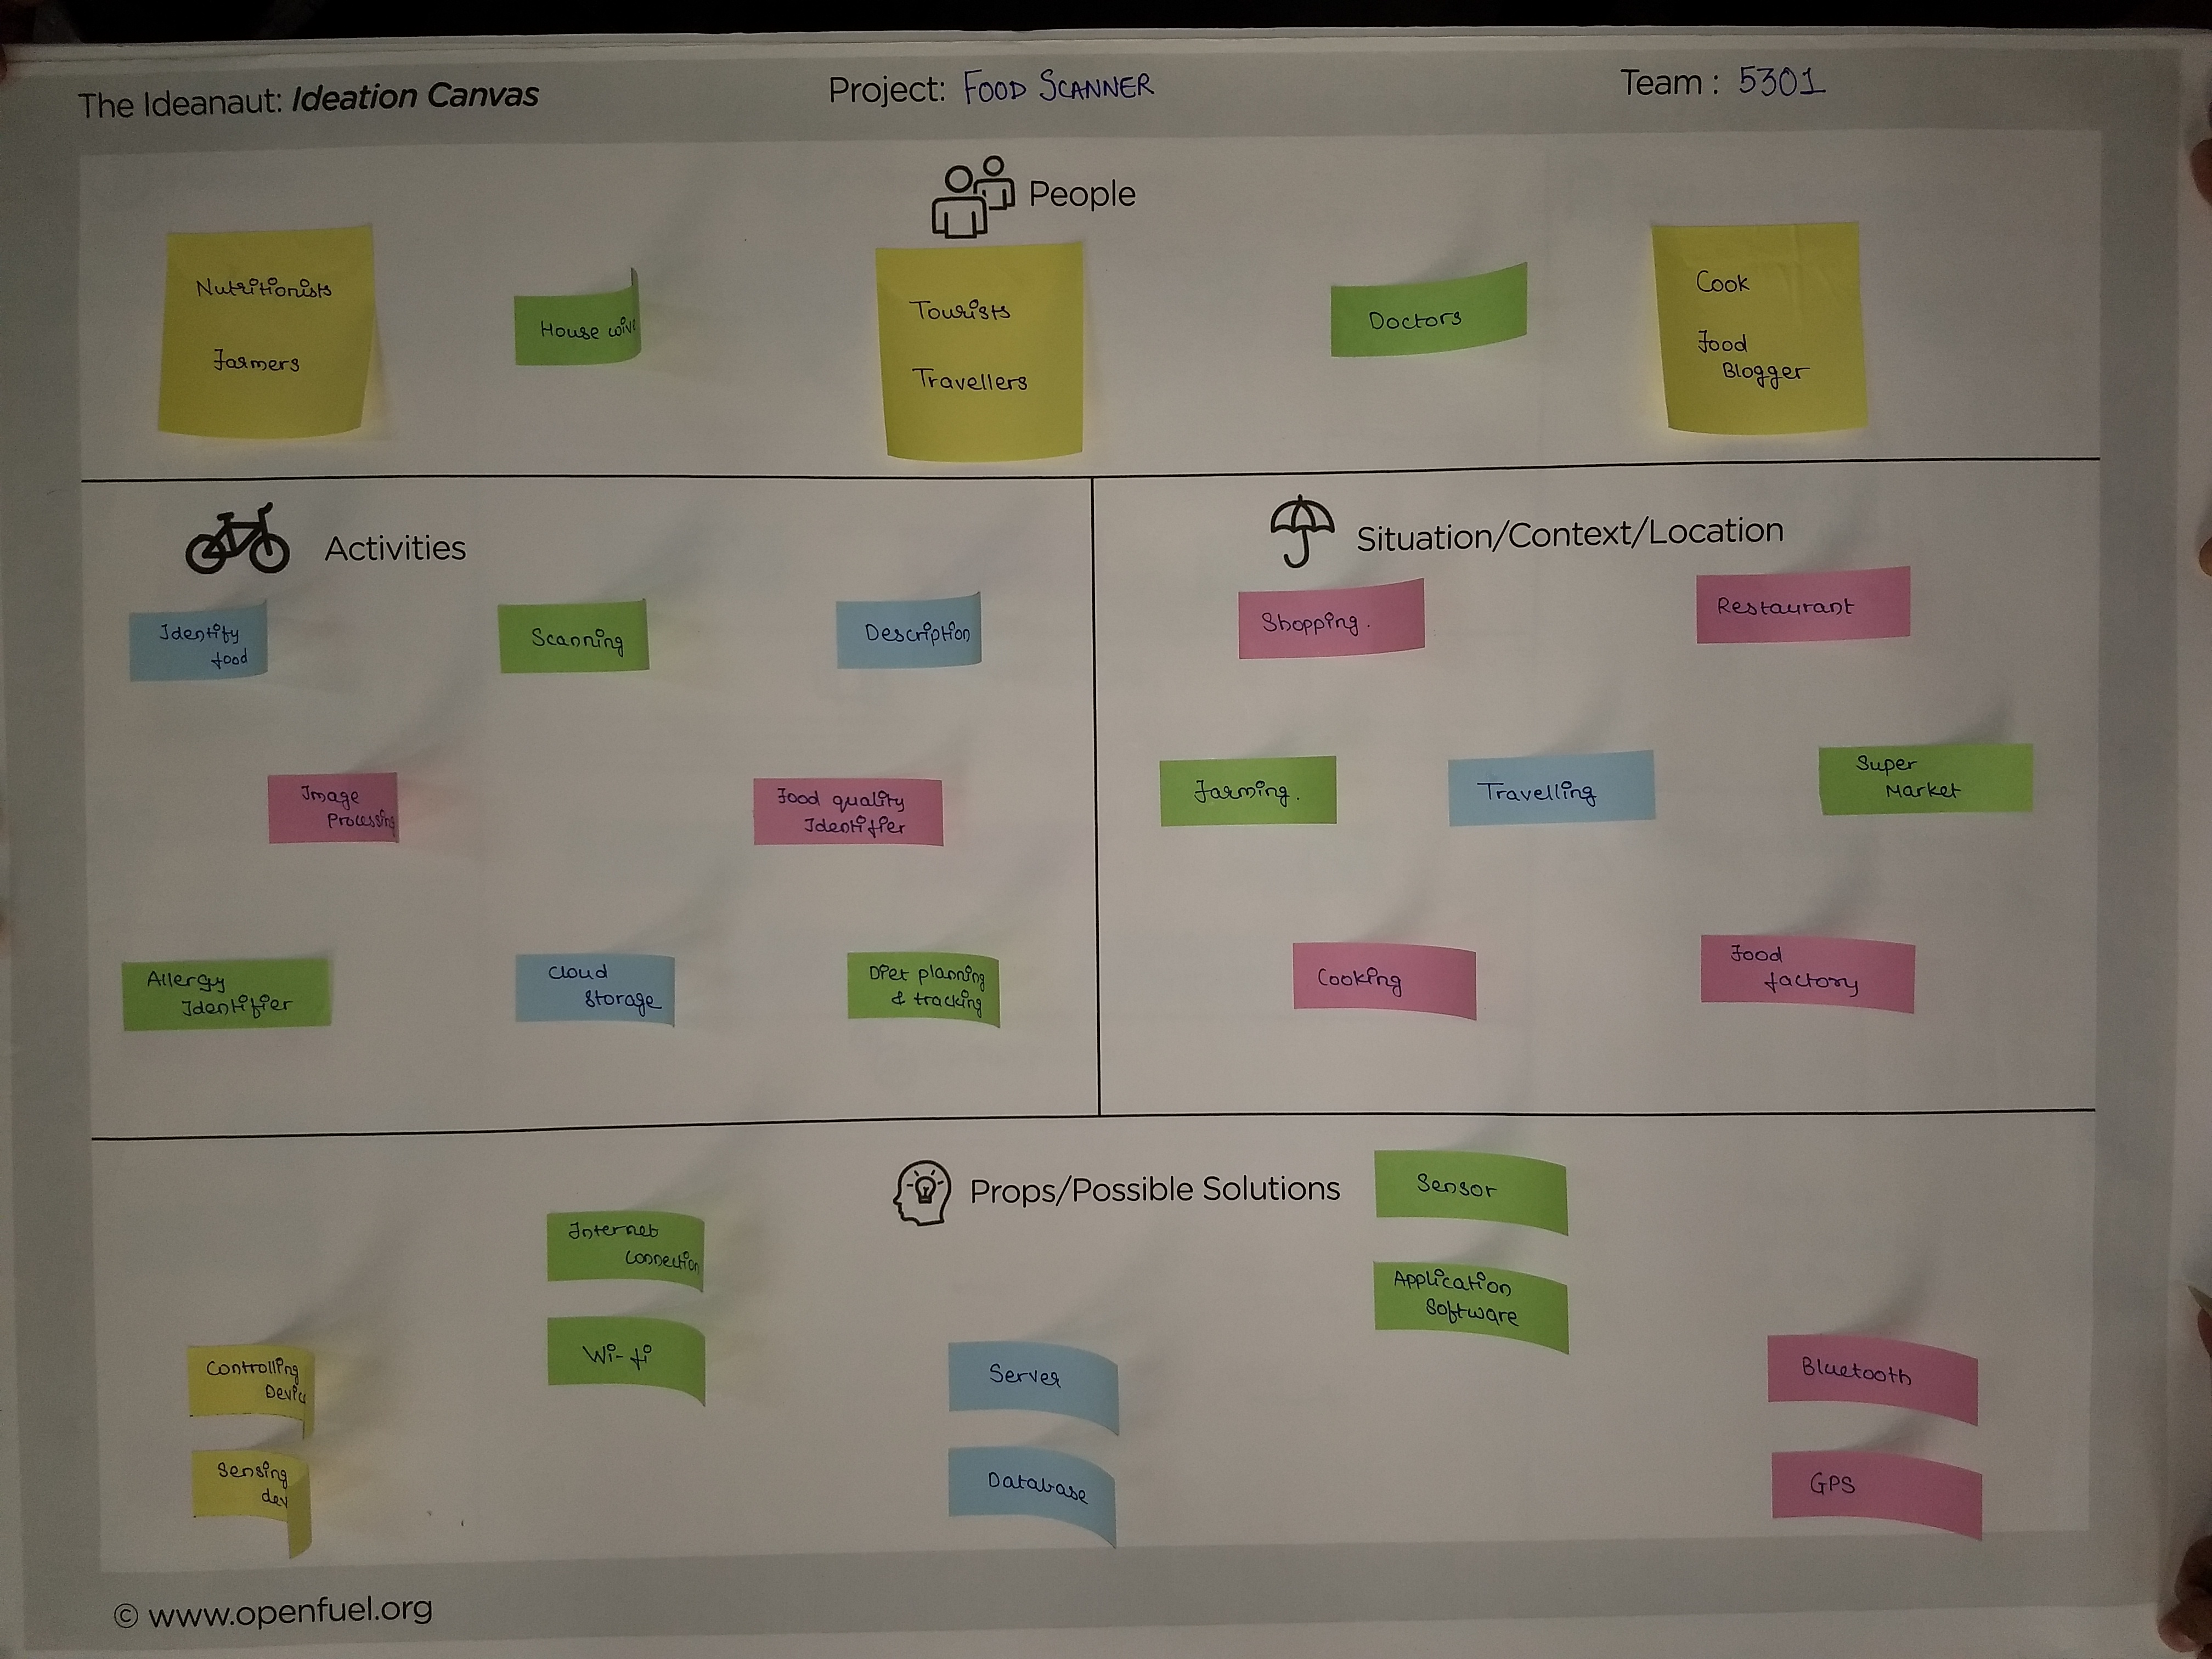 The Ideanaut: Ideation Canvas
Project: FOOD SCANNER
Team : 5301
People
Nutritionists
Farmers
House
Tourists
Travellers
Doctors
Cook
Food
Blogger
Activities
Identify
food
Scanning
Description
Image
Processing
Food quality
Identifier
Allergy
Identifier
Cloud
Storage
Diet planning
& tracking
Situation/Context/Location
Shopping.
Restaurant
Farming.
Travelling
Super
Market
Cooking
Food
factory
Props/Possible Solutions
Controlling
Sensing
Internet
Connection
Wi-fi
Server
Database
Sensor
Application
Software
Bluetooth
GPS
© www.openfuel.org